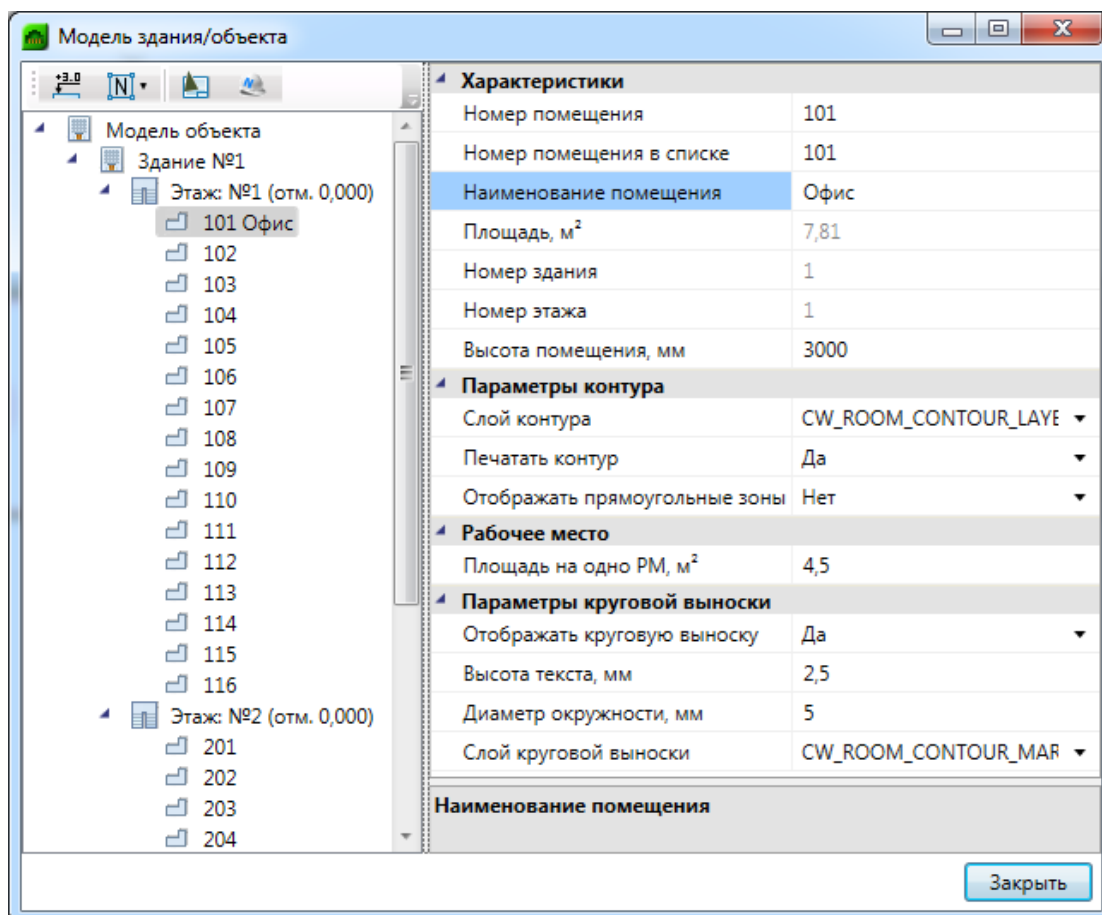 Модель здания/объекта
+3.0
N
Модель объекта
Здание №1
Этаж: №1 (отм. 0,000)
101 Офис
102
103
104
105
106
107
108
109
110
111
112
113
114
115
116
Этаж: №2 (отм. 0,000)
201
202
203
204
Характеристики
Номер помещения 101
Номер помещения в списке 101
Наименование помещения Офис
Площадь, м² 7,81
Номер здания 1
Номер этажа 1
Высота помещения, мм 3000
Параметры контура
Слой контура CW_ROOM_CONTOUR_LAYE
Печатать контур Да
Отображать прямоугольные зоны Нет
Рабочее место
Площадь на одно РМ, м² 4,5
Параметры круговой выноски
Отображать круговую выноску Да
Высота текста, мм 2,5
Диаметр окружности, мм 5
Слой круговой выноски CW_ROOM_CONTOUR_MAR
Наименование помещения
Закрыть